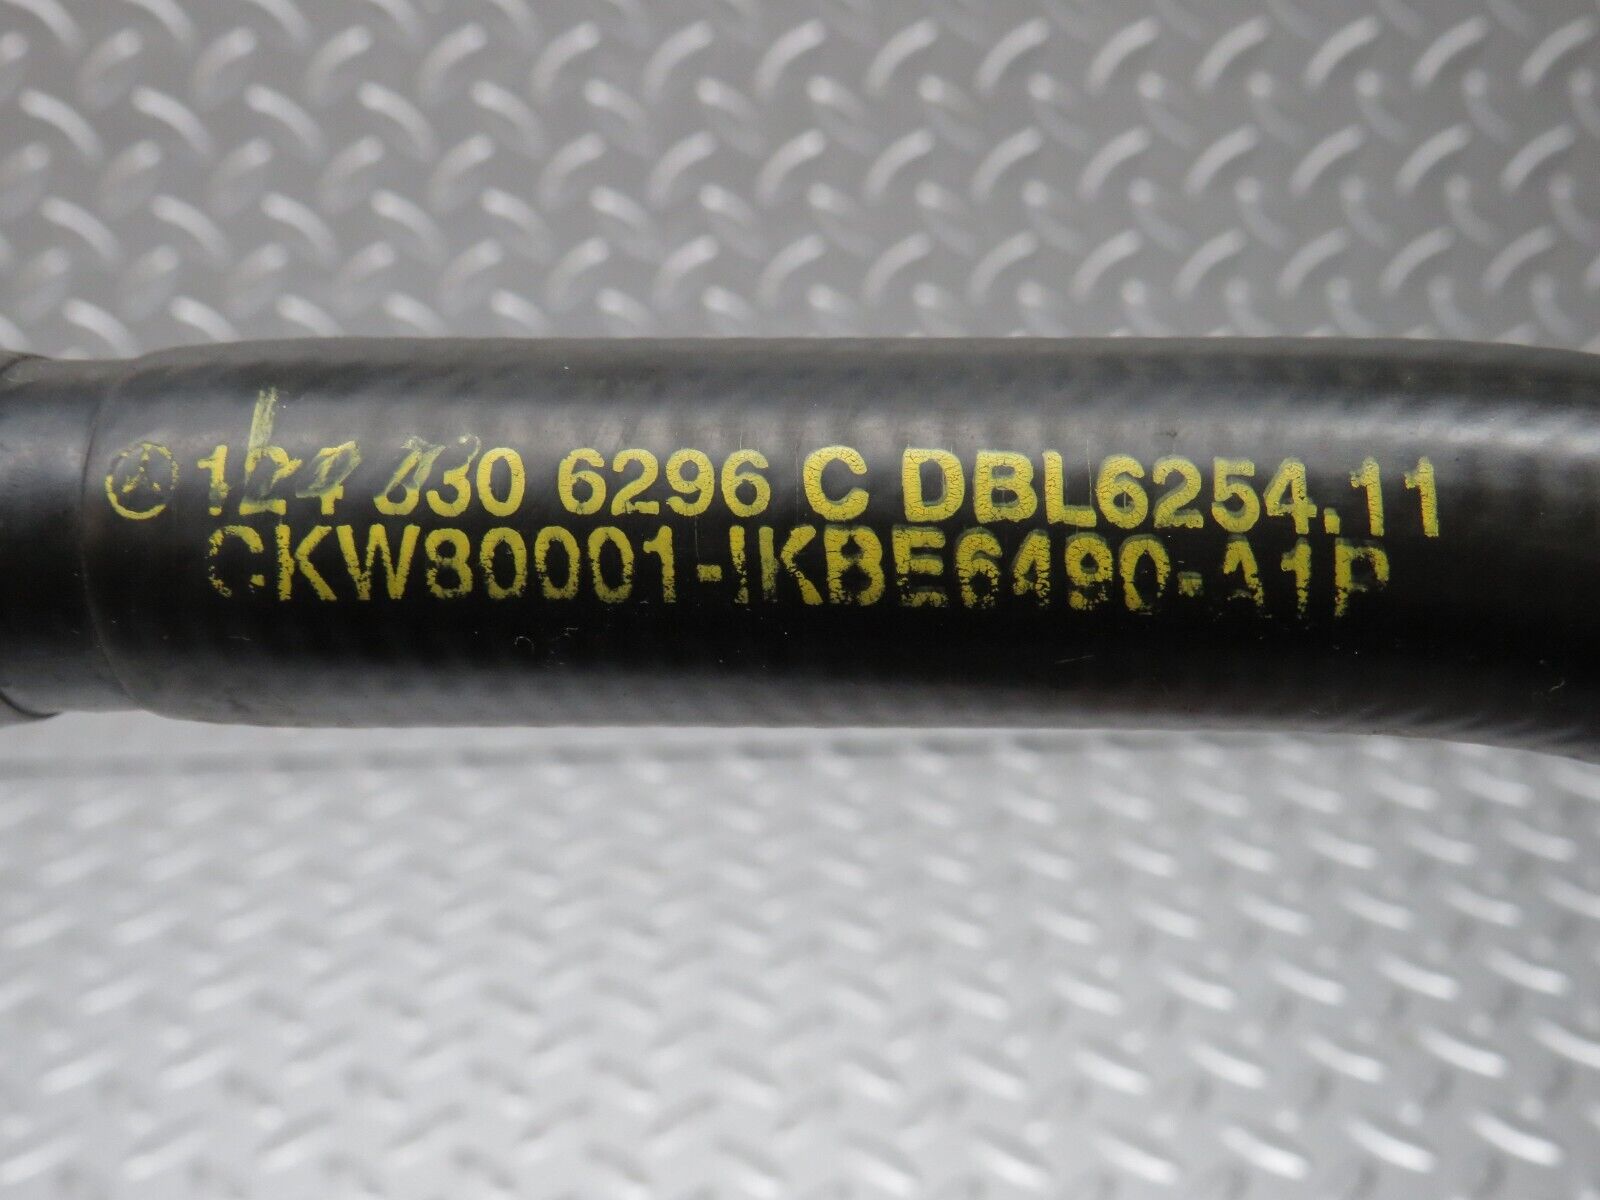 124 830 6296 C DBL6254.11
CKW80001-IKBE6490-A1P